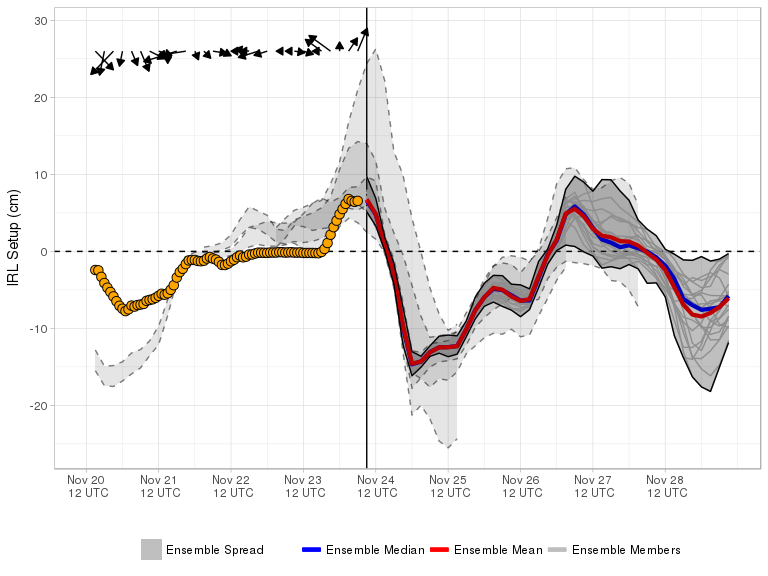 IRL Setup (cm)
30
20
10
0
-10
-20
Nov 20 Nov 21 Nov 22 Nov 23 Nov 24 Nov 25 Nov 26 Nov 27 Nov 28
12 UTC 12 UTC 12 UTC 12 UTC 12 UTC 12 UTC 12 UTC 12 UTC 12 UTC
Ensemble Spread Ensemble Median Ensemble Mean Ensemble Members